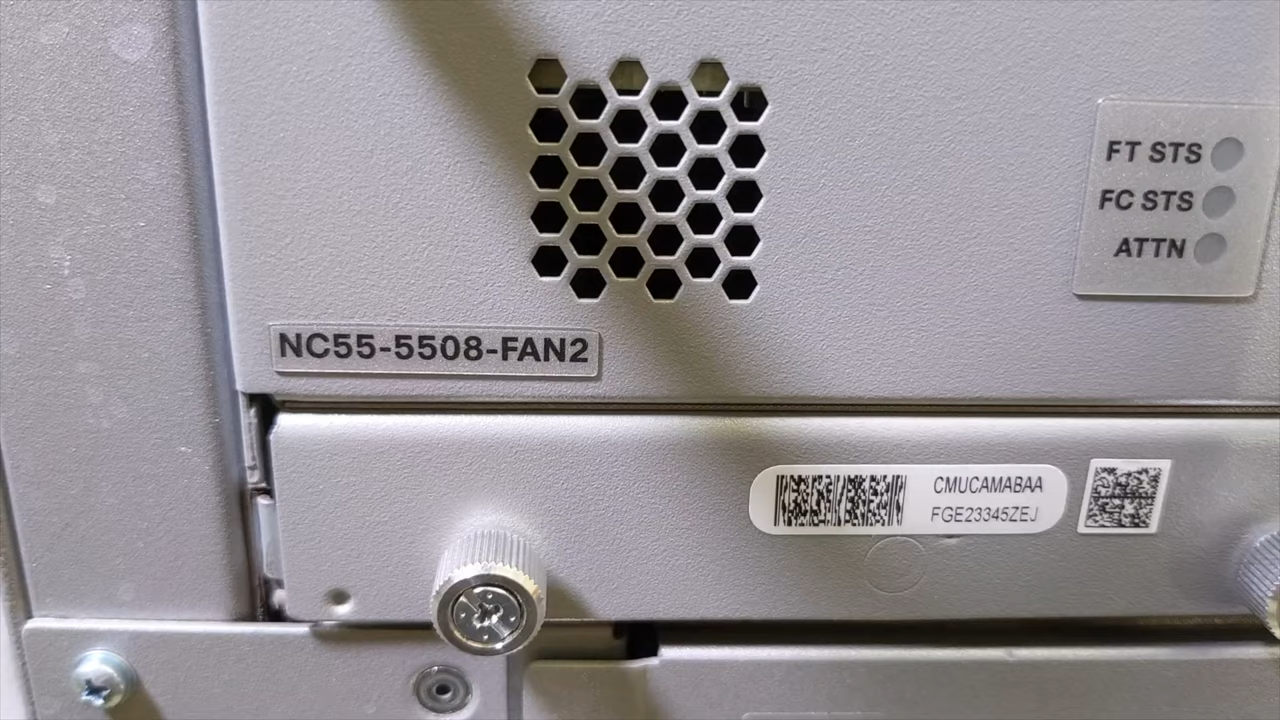 FT STS
FC STS
ATTN
NC55-5508-FAN2
CMUCAMABAA
FGE23345ZEJ